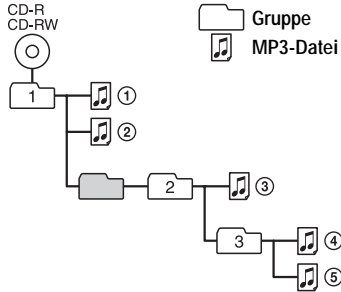 CD-R
CD-RW
Gruppe
MP3-Datei
1
①
②
2
③
3
④
⑤